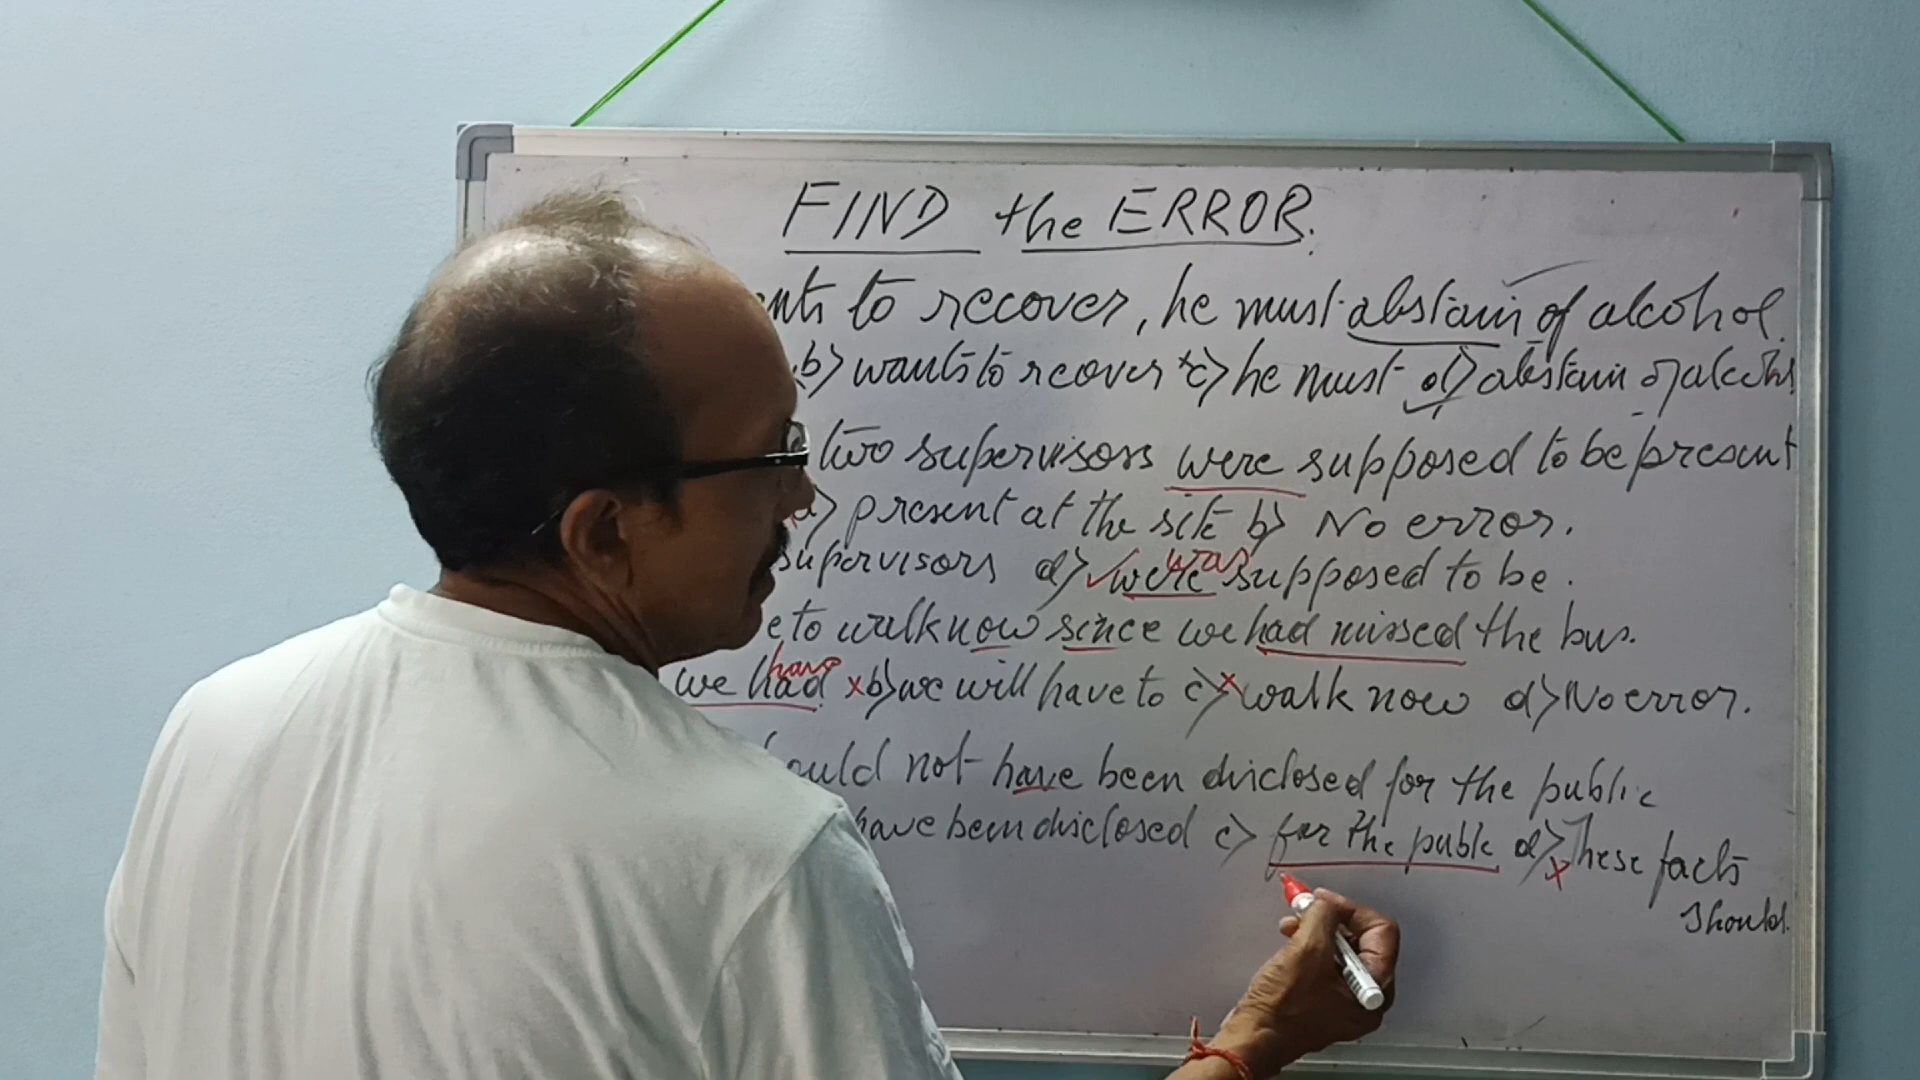 FIND the ERROR.
to recover, he must abstain of alcohol.
b) wants to recover c) he must d) abstain of alcohol
two supervisors were supposed to be present
a) present at the site b) No error.
was
supervisors d) were supposed to be.
to walk now since we had missed the bus.
have
we had b) we will have to c) walk now d) No error.
not have been disclosed for the public
have been disclosed c) for the publc d) These facts
should